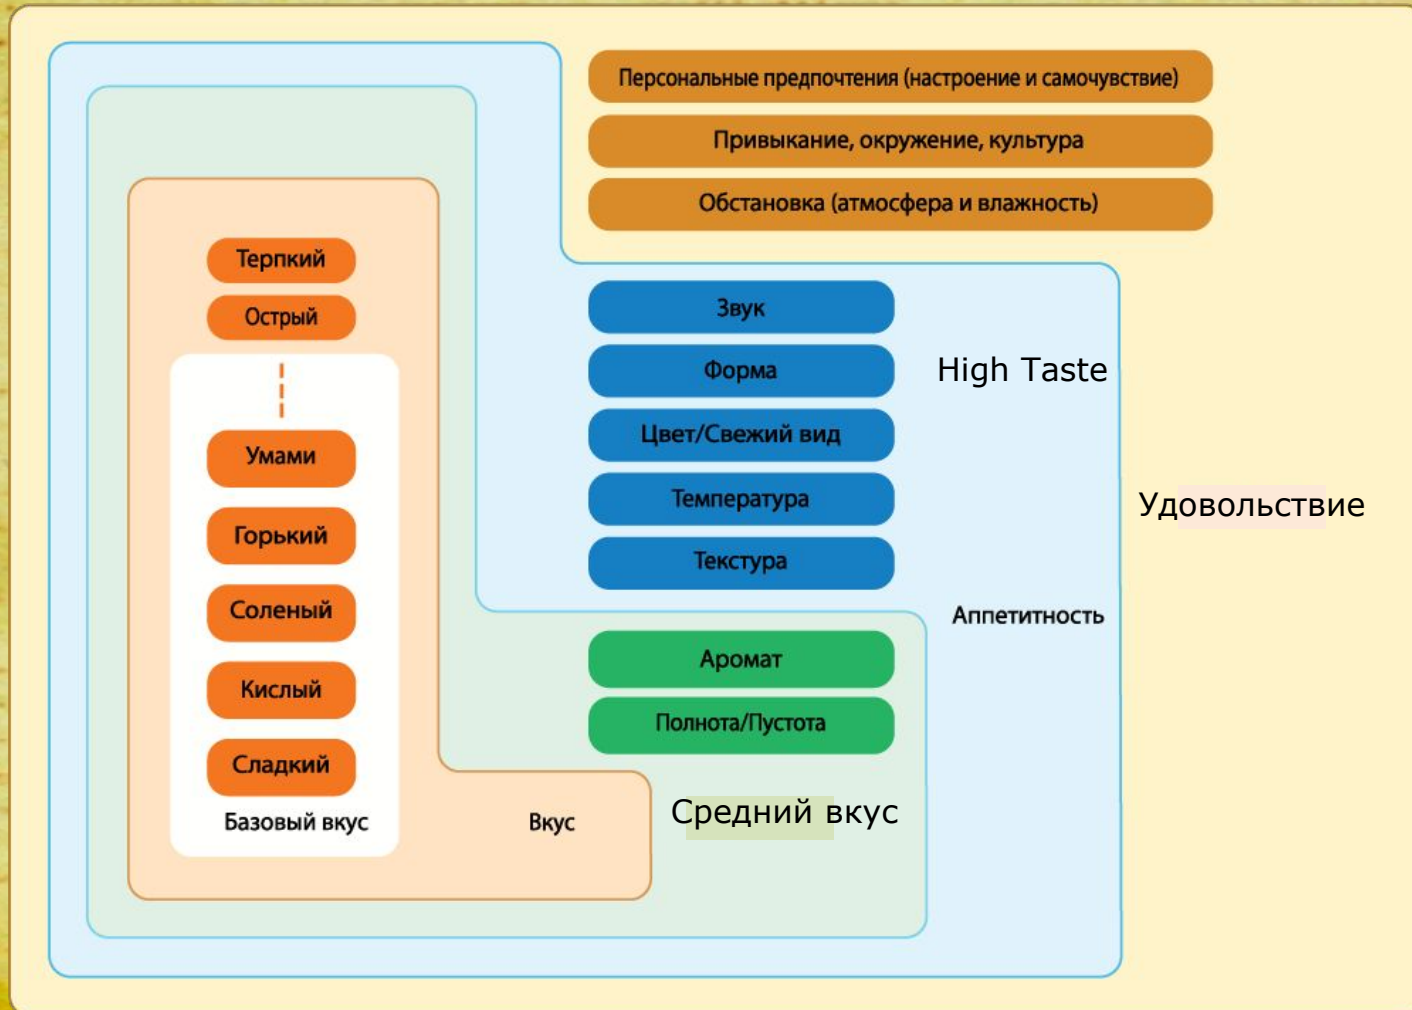 Персональные предпочтения (настроение и самочувствие)
Привыкание, окружение, культура
Обстановка (атмосфера и влажность)
Терпкий
Острый
Звук
Форма
High Taste
Цвет/Свежий вид
Умами
Температура
Удовольствие
Горький
Текстура
Соленый
Аппетитность
Аромат
Кислый
Полнота/Пустота
Сладкий
Базовый вкус
Вкус
Средний вкус